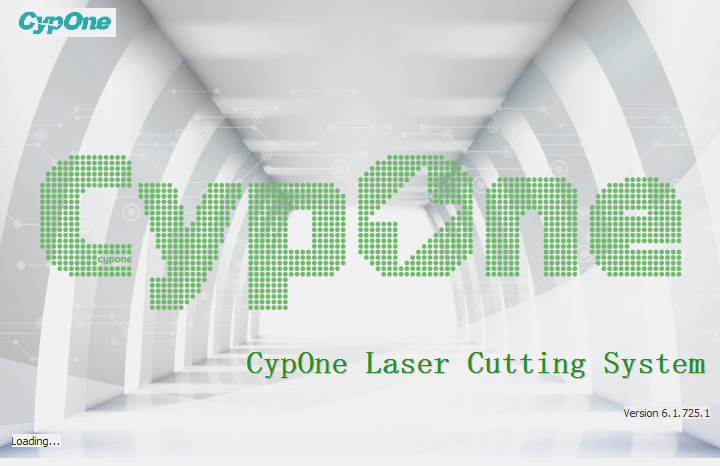 CypOne
CypOne
cypone
CypOne Laser Cutting System
Version 6.1.725.1
Loading...